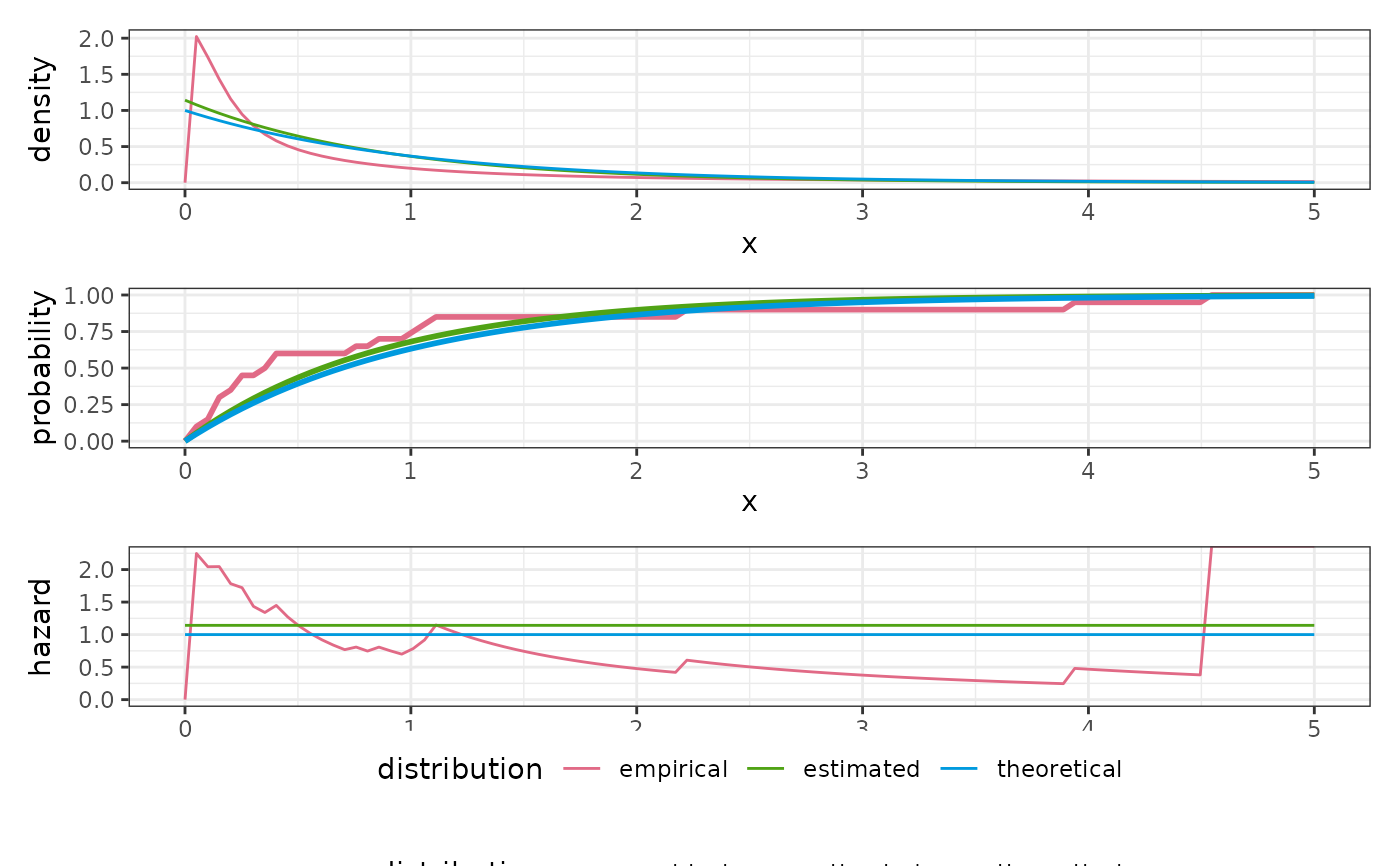 density
2.0
1.5
1.0
0.5
0.0
0 1 2 3 4 5
x
probability
1.00
0.75
0.50
0.25
0.00
0 1 2 3 4 5
x
hazard
2.0
1.5
1.0
0.5
0.0
0 1 2 3 4 5
distribution empirical estimated theoretical